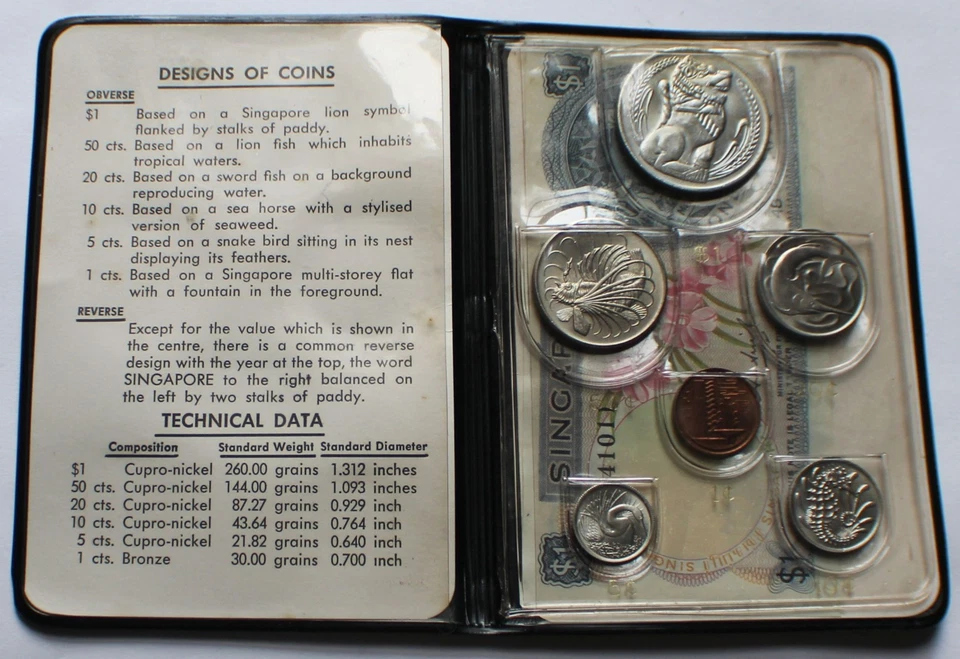 DESIGNS OF COINS
OBVERSE
$1 Based on a Singapore lion symbol
flanked by stalks of paddy.
50 cts. Based on a lion fish which inhabits
tropical waters.
20 cts. Based on a sword fish on a background
reproducing water.
10 cts. Based on a sea horse with a stylised
version of seaweed.
5 cts. Based on a snake bird sitting in its nest
displaying its feathers.
1 cts. Based on a Singapore multi-storey flat
with a fountain in the foreground.
REVERSE
Except for the value which is shown in
the centre, there is a common reverse
design with the year at the top, the word
SINGAPORE to the right balanced on
the left by two stalks of paddy.
TECHNICAL DATA
Composition Standard Weight Standard Diameter
$1 Cupro-nickel 260.00 grains 1.312 inches
50 cts. Cupro-nickel 144.00 grains 1.093 inches
20 cts. Cupro-nickel 87.27 grains 0.929 inch
10 cts. Cupro-nickel 43.64 grains 0.764 inch
5 cts. Cupro-nickel 21.82 grains 0.640 inch
1 cts. Bronze 30.00 grains 0.700 inch
$1
$1
$1